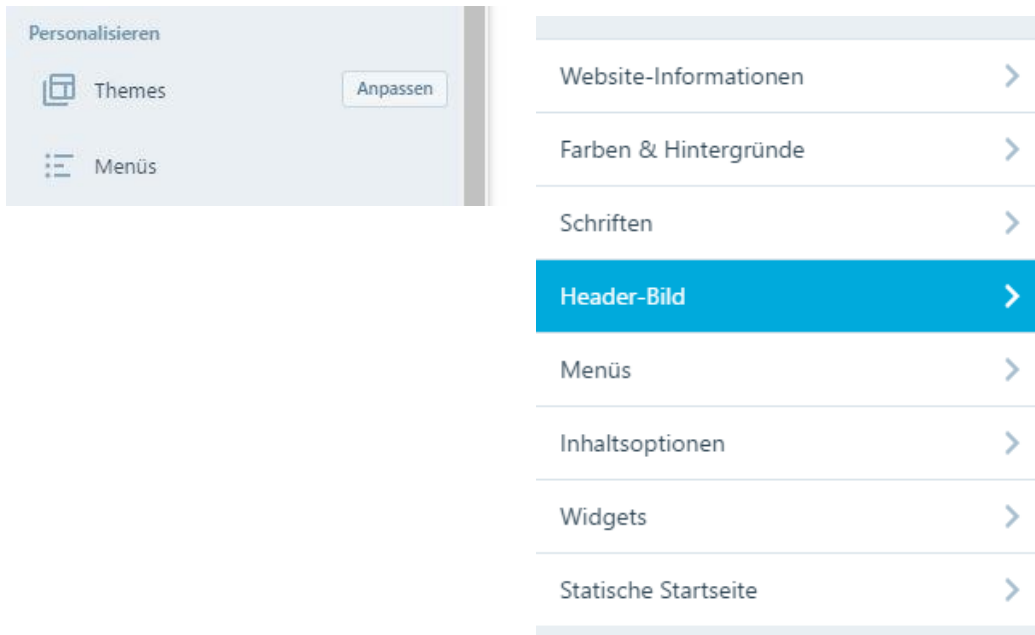 Personalisieren
Themes
Anpassen
Menüs
Website-Informationen
Farben & Hintergründe
Schriften
Header-Bild
Menüs
Inhaltsoptionen
Widgets
Statische Startseite